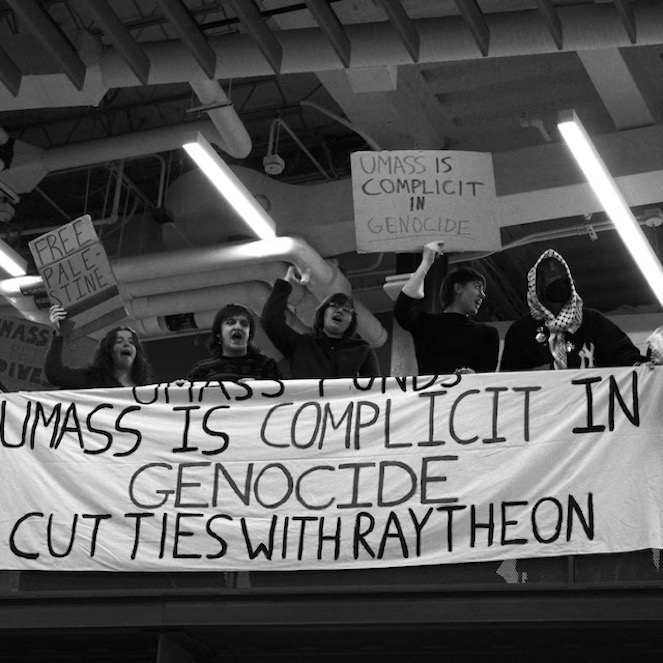 UMASS IS
COMPLICIT
IN
GENOCIDE
FREE
PALE-
STINE
UMASS FUNDS
UMASS IS COMPLICIT IN
GENOCIDE
CUT TIES WITH RAYTHEON